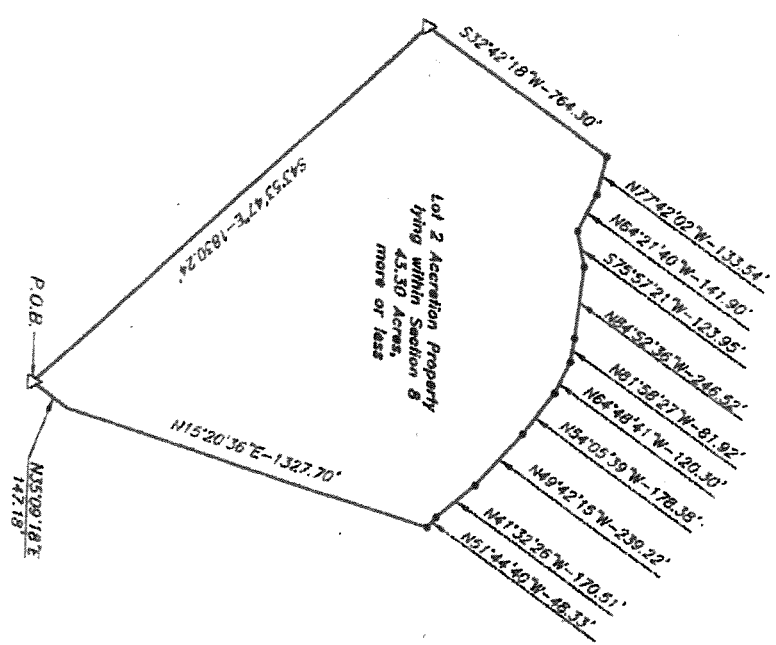 S32°42'18"W-764.30'
N77°42'02"W-133.54'
N64°21'40"W-141.90'
S75°57'21"W-123.95'
N84°52'36"W-246.52'
N81°58'27"W-81.92'
N64°48'41"W-120.30'
N54°05'39"W-178.38'
N49°42'15"W-239.22'
N41°32'26"W-170.51'
N51°44'40"W-48.33'
S43°53'47"E-1830.24'
Lot 2 Accretion Property
lying within Section 8
43.30 Acres,
more or less
P.O.B.
N15°20'36"E-1327.70'
N35°09'18"E
147.18'